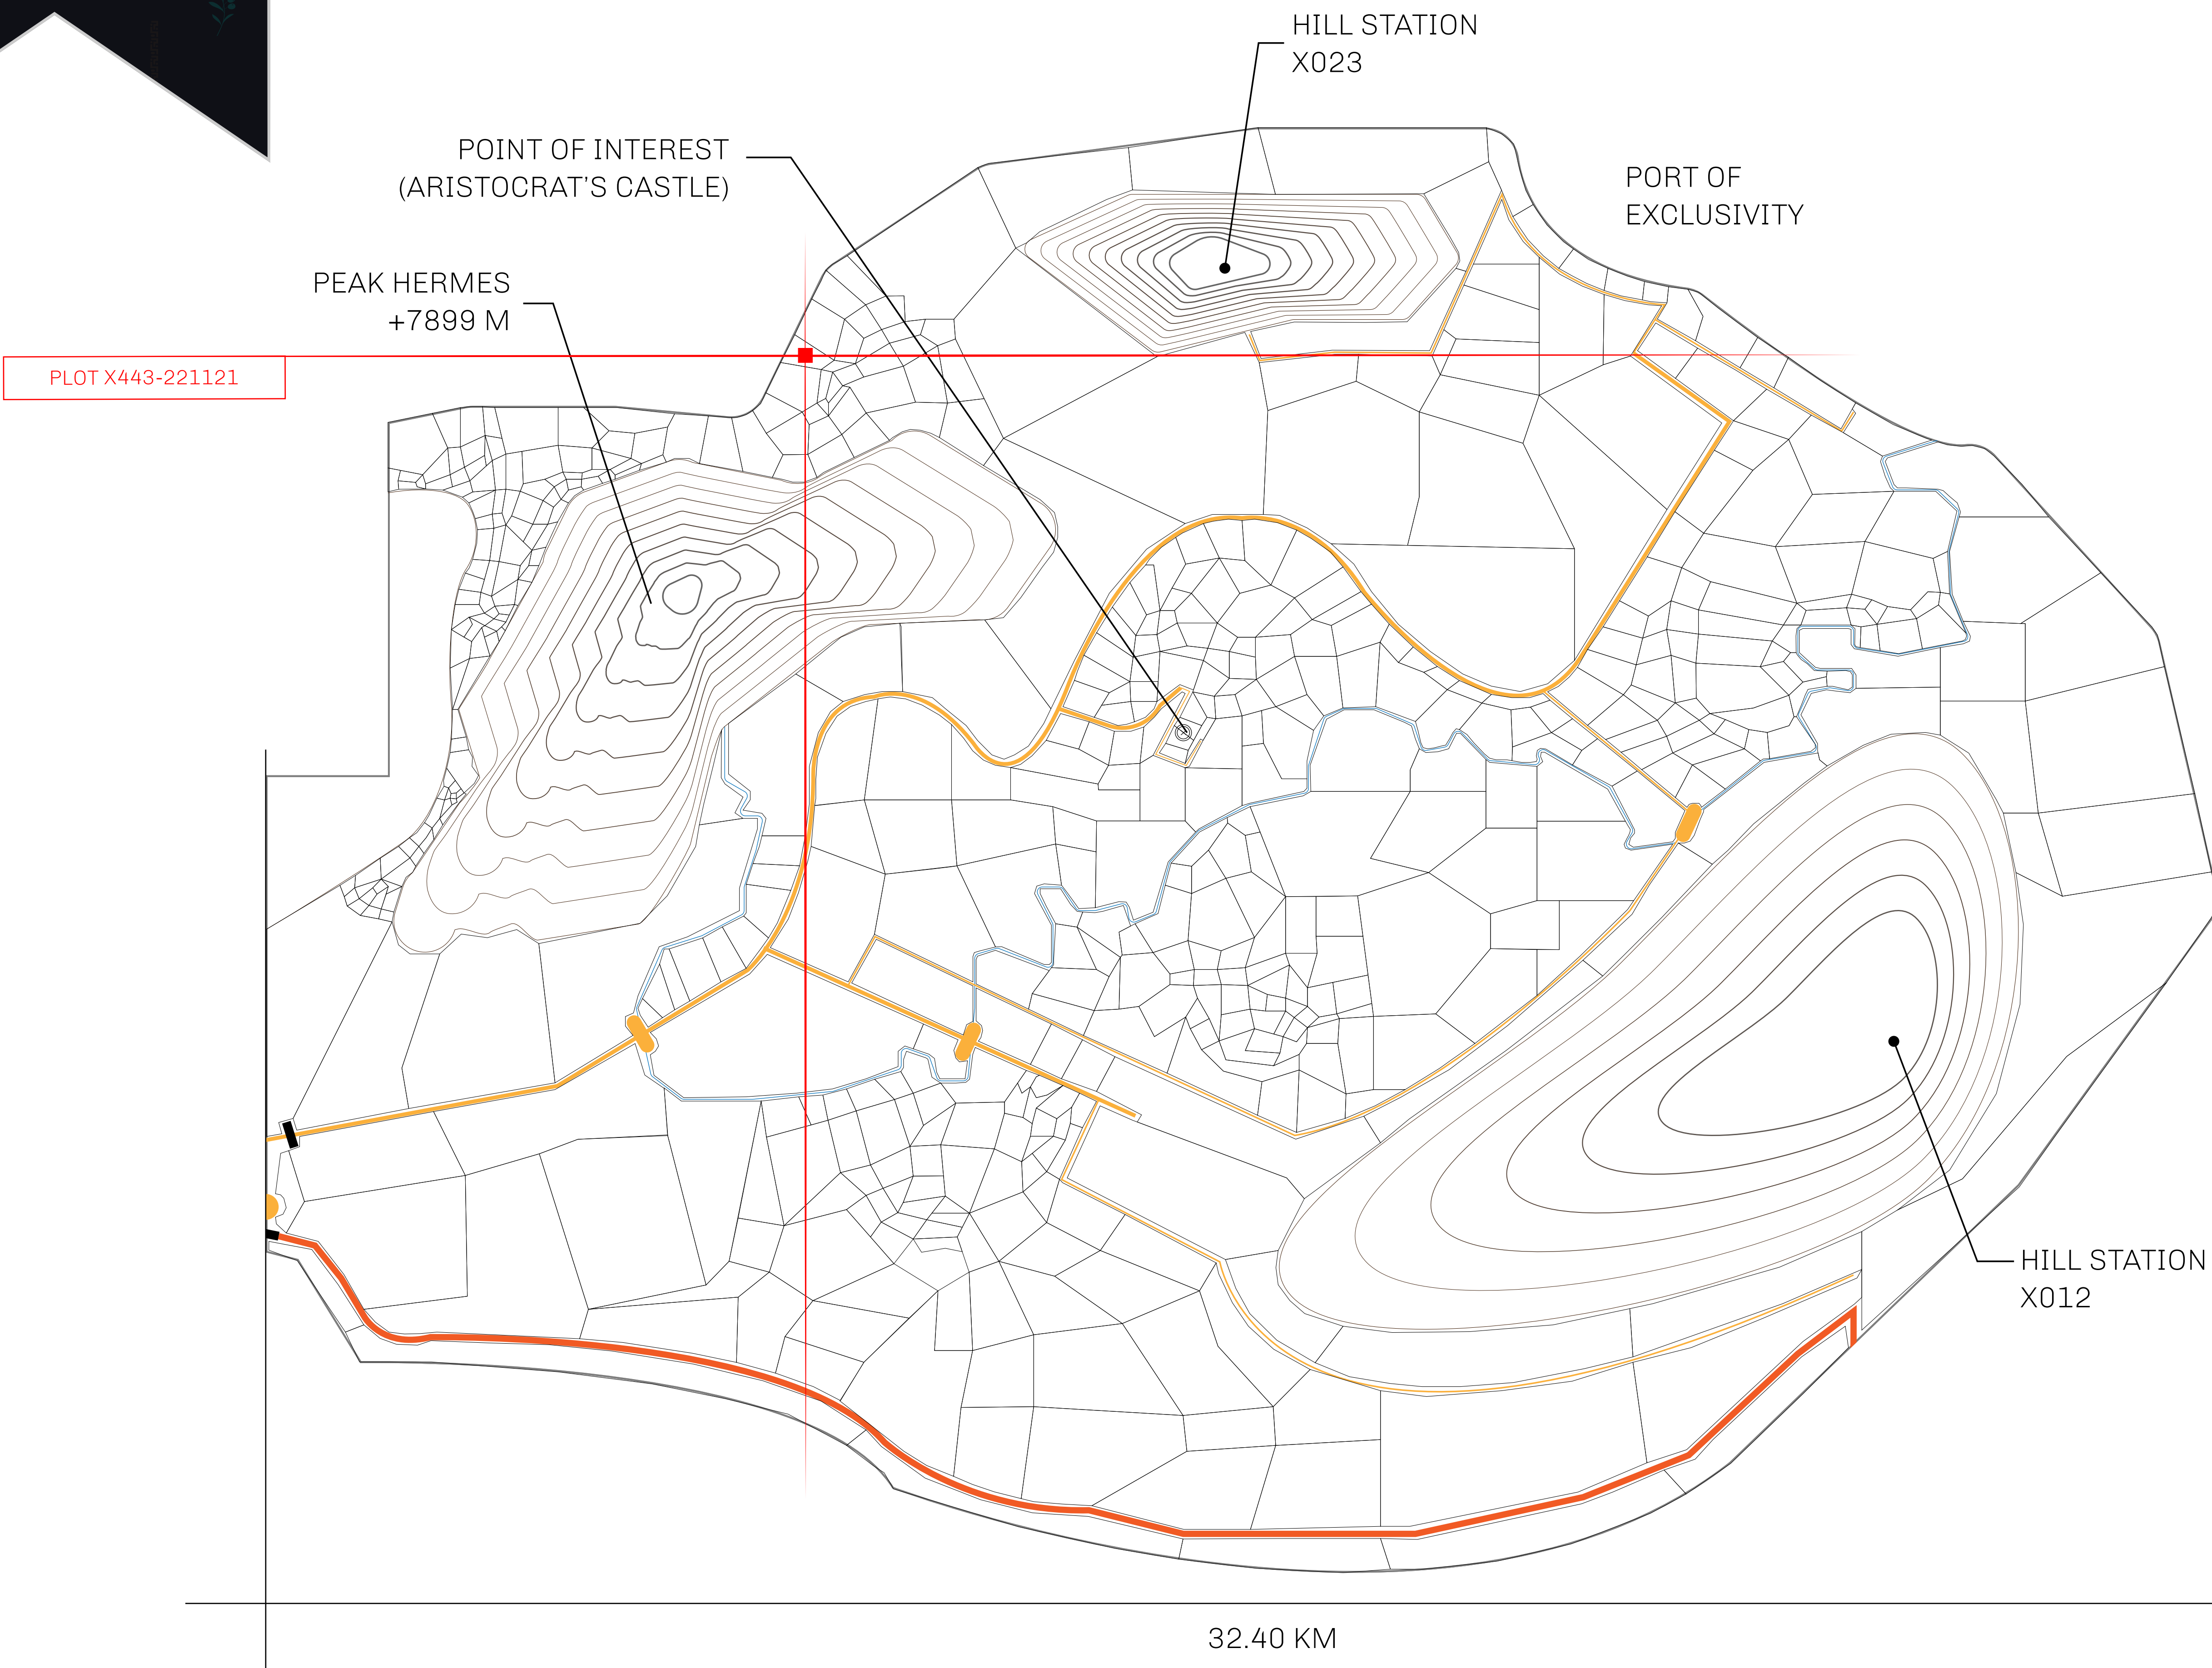 HILL STATION
X023
POINT OF INTEREST
(ARISTOCRAT'S CASTLE)
PORT OF
EXCLUSIVITY
PEAK HERMES
+7899 M
PLOT X443-221121
HILL STATION
X012
32.40 KM